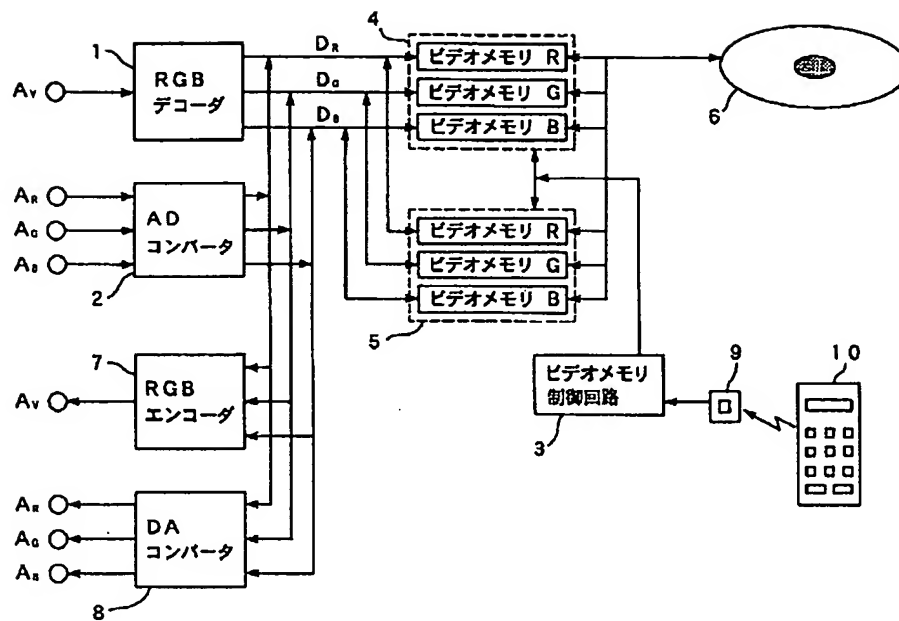 1
RGB
デコーダ
Av
DR
DG
DB
4
ビデオメモリ R
ビデオメモリ G
ビデオメモリ B
6
AR
AG
AB
AD
コンバータ
2
ビデオメモリ R
ビデオメモリ G
ビデオメモリ B
5
7
RGB
エンコーダ
Av
ビデオメモリ
制御回路
3
9
10
AR
AG
AB
DA
コンバータ
8